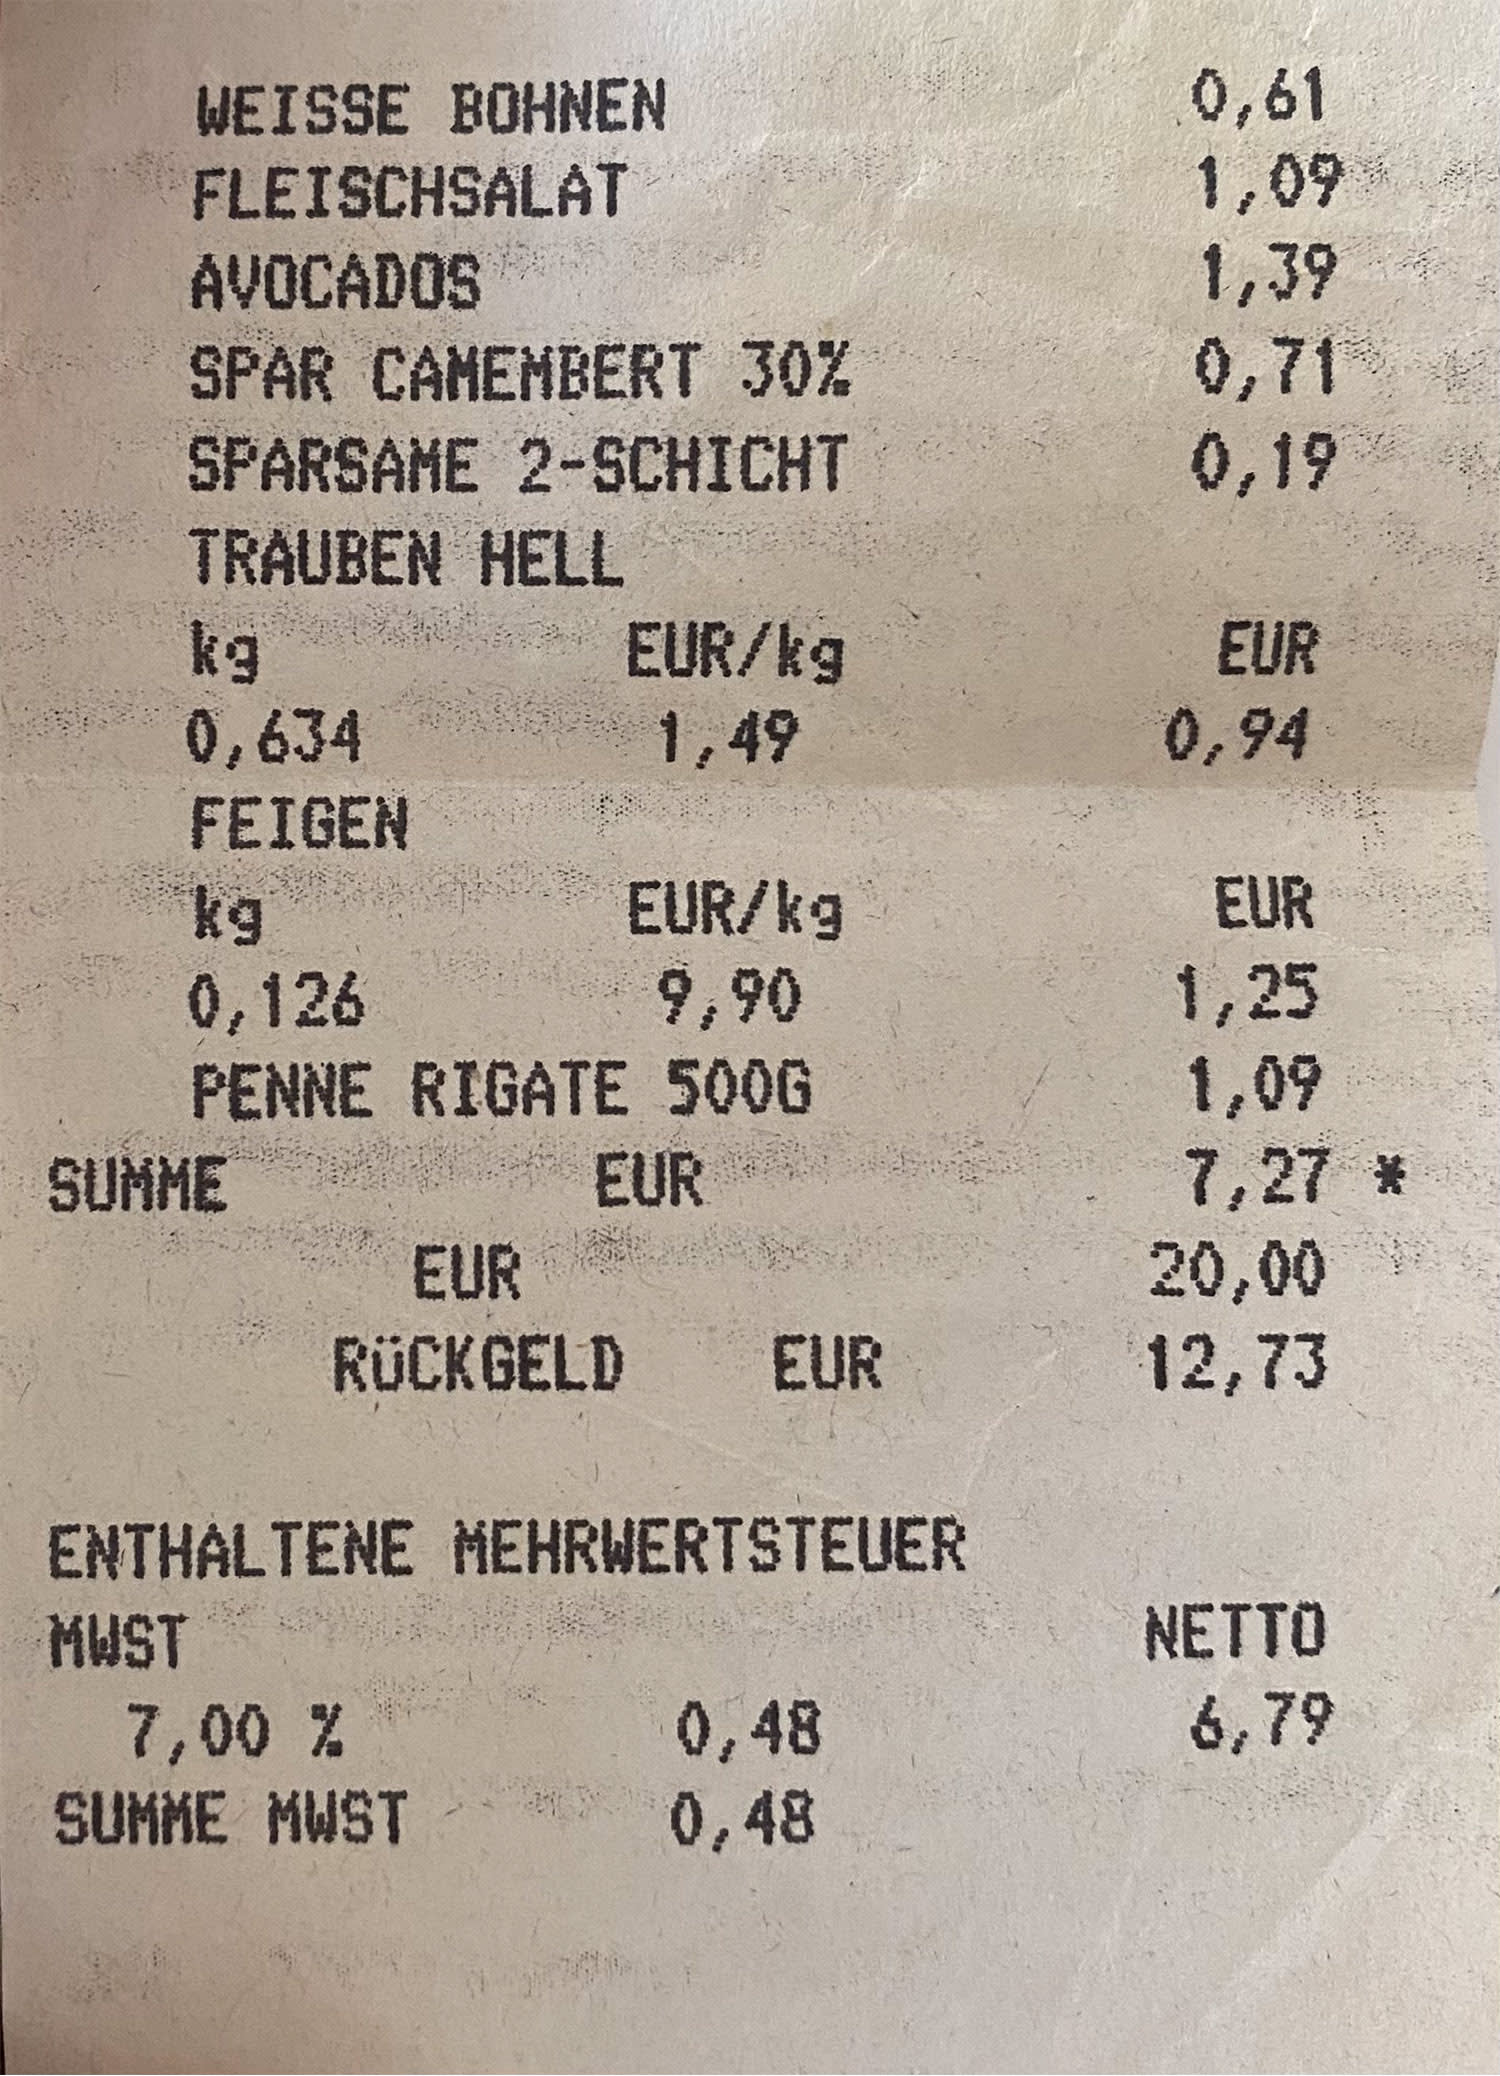 WEISSE BOHNEN 0,61
FLEISCHSALAT 1,09
AVOCADOS 1,39
SPAR CAMEMBERT 30% 0,71
SPARSAME 2-SCHICHT 0,19
TRAUBEN HELL
kg EUR/kg EUR
0,634 1,49 0,94
FEIGEN
kg EUR/kg EUR
0,126 9,90 1,25
PENNE RIGATE 500G 1,09
SUMME EUR 7,27 *
EUR 20,00
RüCKGELD EUR 12,73
ENTHALTENE MEHRWERTSTEUER
MWST NETTO
7,00 % 0,48 6,79
SUMME MWST 0,48